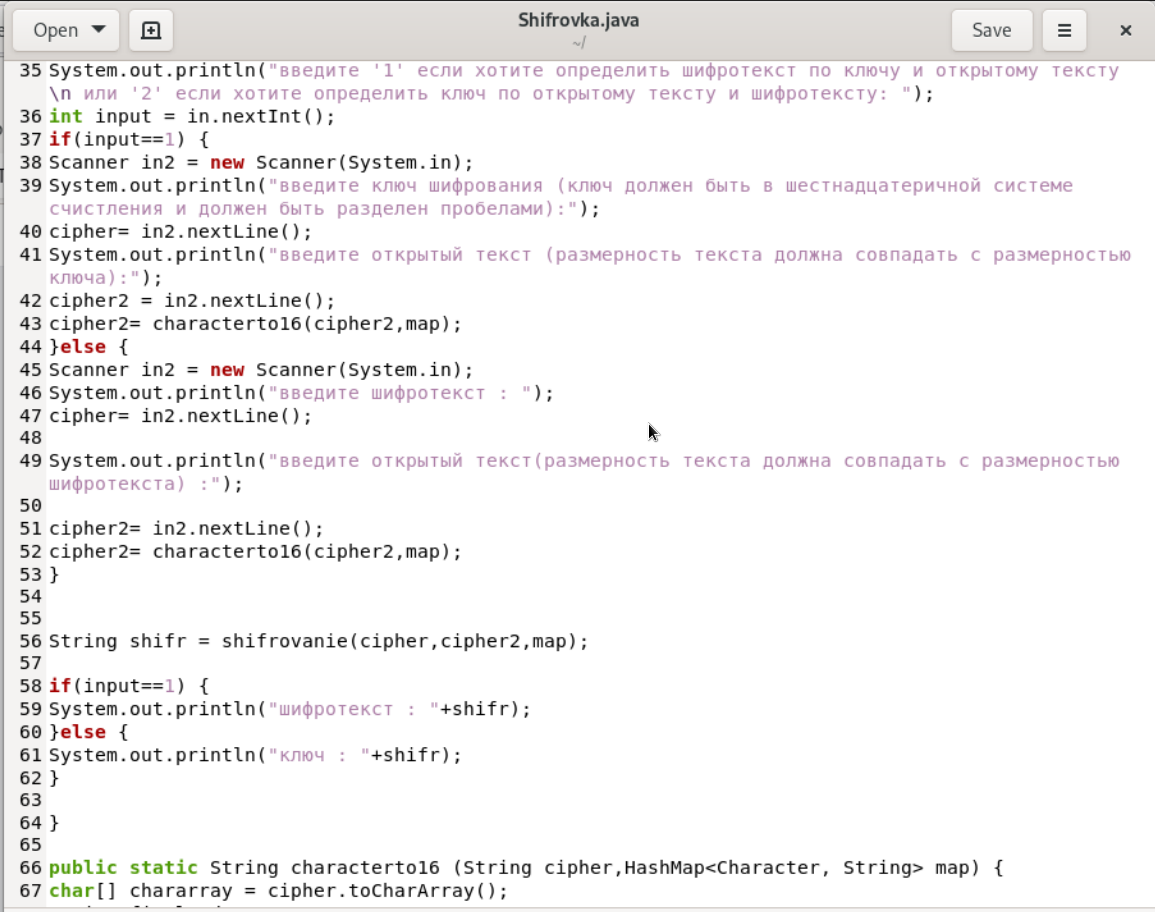 Open
Shifrovka.java
~/
Save
35 System.out.println("введите '1' если хотите определить шифротекст по ключу и открытому тексту
\n или '2' если хотите определить ключ по открытому тексту и шифротексту: ");
36 int input = in.nextInt();
37 if(input==1) {
38 Scanner in2 = new Scanner(System.in);
39 System.out.println("введите ключ шифрования (ключ должен быть в шестнадцатеричной системе
счистления и должен быть разделен пробелами):");
40 cipher= in2.nextLine();
41 System.out.println("введите открытый текст (размерность текста должна совпадать с размерностью
ключа):");
42 cipher2 = in2.nextLine();
43 cipher2= characterto16(cipher2,map);
44 }else {
45 Scanner in2 = new Scanner(System.in);
46 System.out.println("введите шифротекст : ");
47 cipher= in2.nextLine();
48
49 System.out.println("введите открытый текст(размерность текста должна совпадать с размерностью
шифротекста) :");
50
51 cipher2= in2.nextLine();
52 cipher2= characterto16(cipher2,map);
53 }
54
55
56 String shifr = shifrovanie(cipher,cipher2,map);
57
58 if(input==1) {
59 System.out.println("шифротекст : "+shifr);
60 }else {
61 System.out.println("ключ : "+shifr);
62 }
63
64 }
65
66 public static String characterto16 (String cipher,HashMap<Character, String> map) {
67 char[] chararray = cipher.toCharArray();